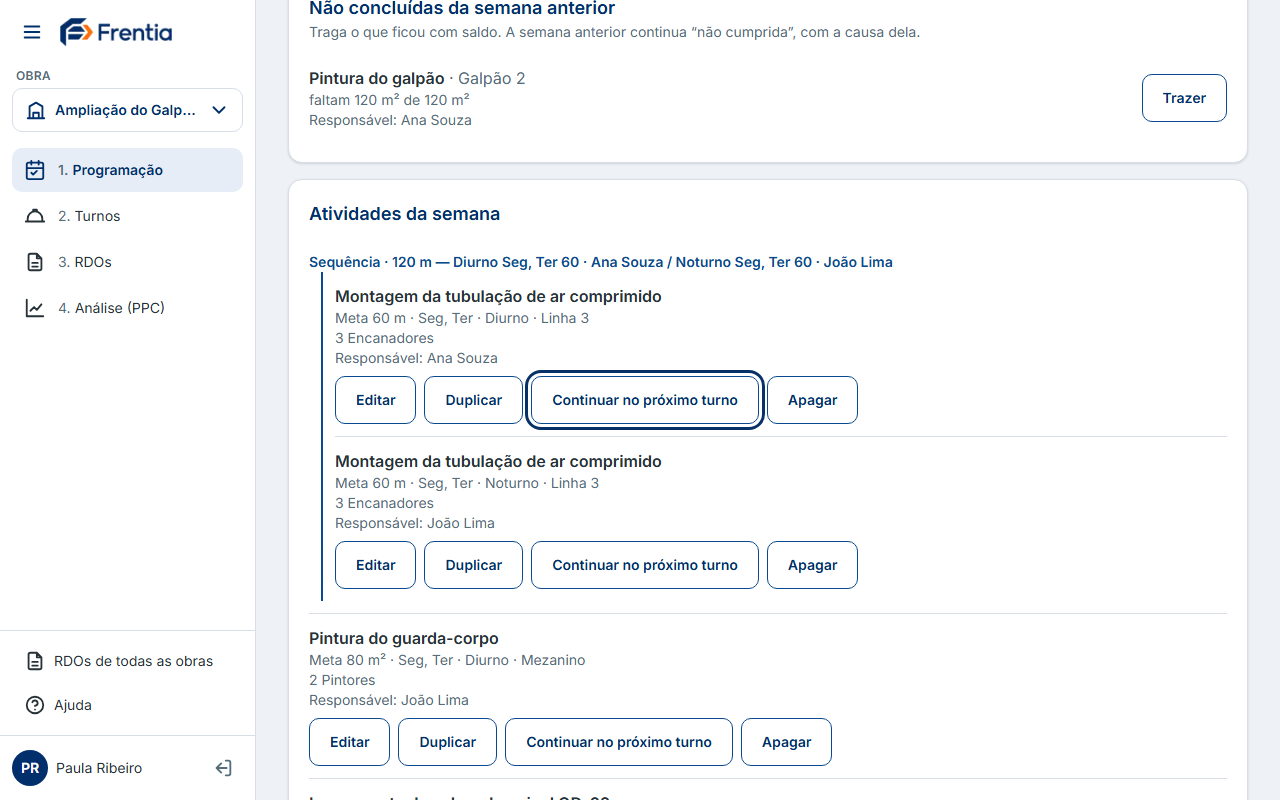 Frentia
OBRA
Ampliação do Galp...
1. Programação
2. Turnos
3. RDOs
4. Análise (PPC)
RDOs de todas as obras
Ajuda
PR
Paula Ribeiro
Não concluídas da semana anterior
Traga o que ficou com saldo. A semana anterior continua “não cumprida”, com a causa dela.
Pintura do galpão · Galpão 2
faltam 120 m² de 120 m²
Responsável: Ana Souza
Trazer
Atividades da semana
Sequência · 120 m — Diurno Seg, Ter 60 · Ana Souza / Noturno Seg, Ter 60 · João Lima
Montagem da tubulação de ar comprimido
Meta 60 m · Seg, Ter · Diurno · Linha 3
3 Encanadores
Responsável: Ana Souza
Editar Duplicar Continuar no próximo turno Apagar
Montagem da tubulação de ar comprimido
Meta 60 m · Seg, Ter · Noturno · Linha 3
3 Encanadores
Responsável: João Lima
Editar Duplicar Continuar no próximo turno Apagar
Pintura do guarda-corpo
Meta 80 m² · Seg, Ter · Diurno · Mezanino
2 Pintores
Responsável: João Lima
Editar Duplicar Continuar no próximo turno Apagar